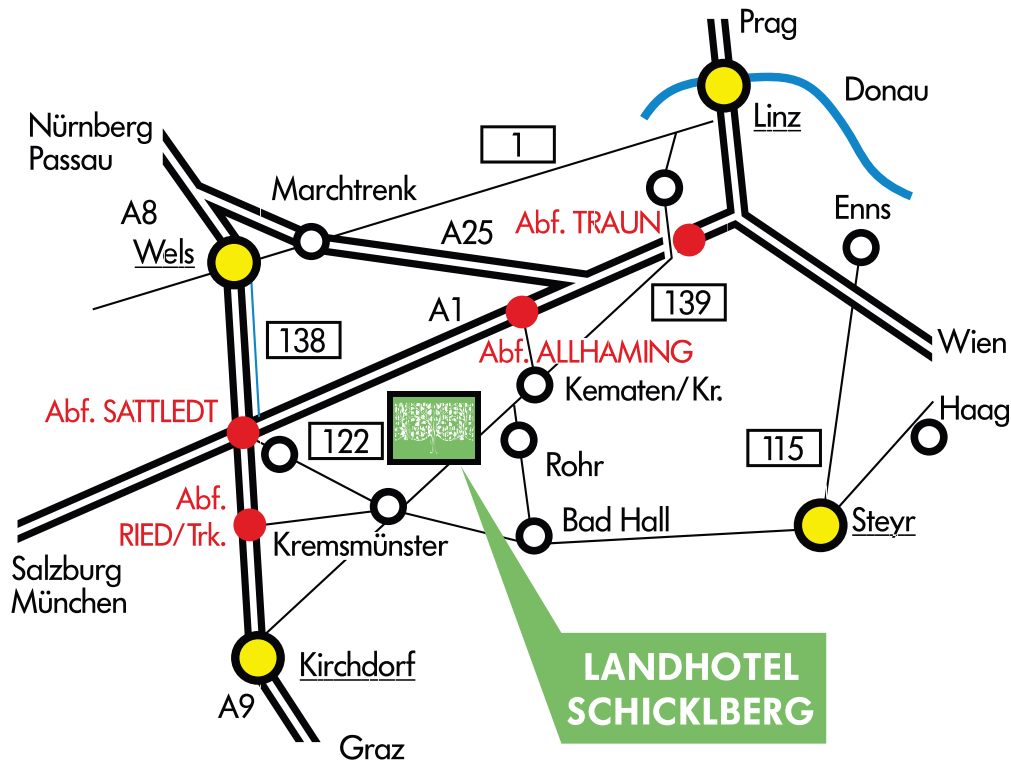 Prag
Donau
Linz
Nürnberg
Passau
1
Marchtrenk
A8
Enns
Abf. TRAUN
A25
Wels
139
A1
138
Wien
Abf. ALLHAMING
Kematen/Kr.
Abf. SATTLEDT
Haag
122
115
Rohr
Abf.
RIED/Trk.
Bad Hall
Steyr
Kremsmünster
Salzburg
München
Kirchdorf
LANDHOTEL
SCHICKLBERG
A9
Graz